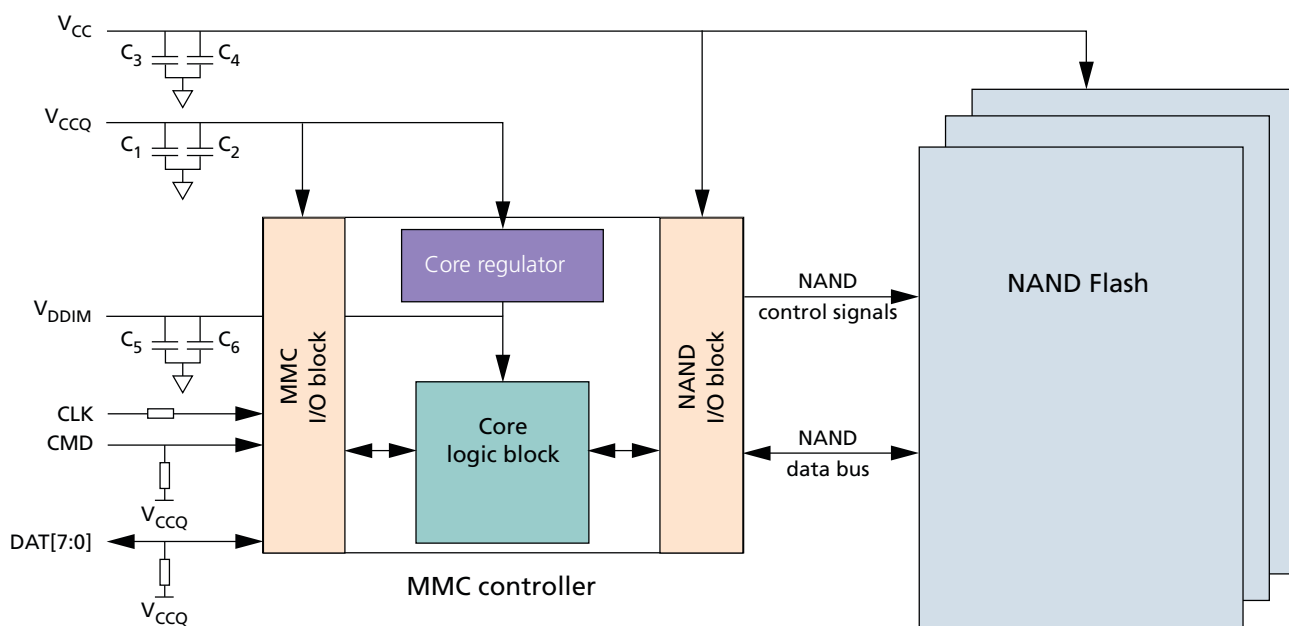 VCC
C3
C4
VCCQ
C1
C2
Core regulator
VDDIM
C5
C6
MMC
I/O block
NAND
I/O block
NAND
control signals
NAND Flash
CLK
CMD
Core
logic block
NAND
data bus
VCCQ
DAT[7:0]
MMC controller
VCCQ